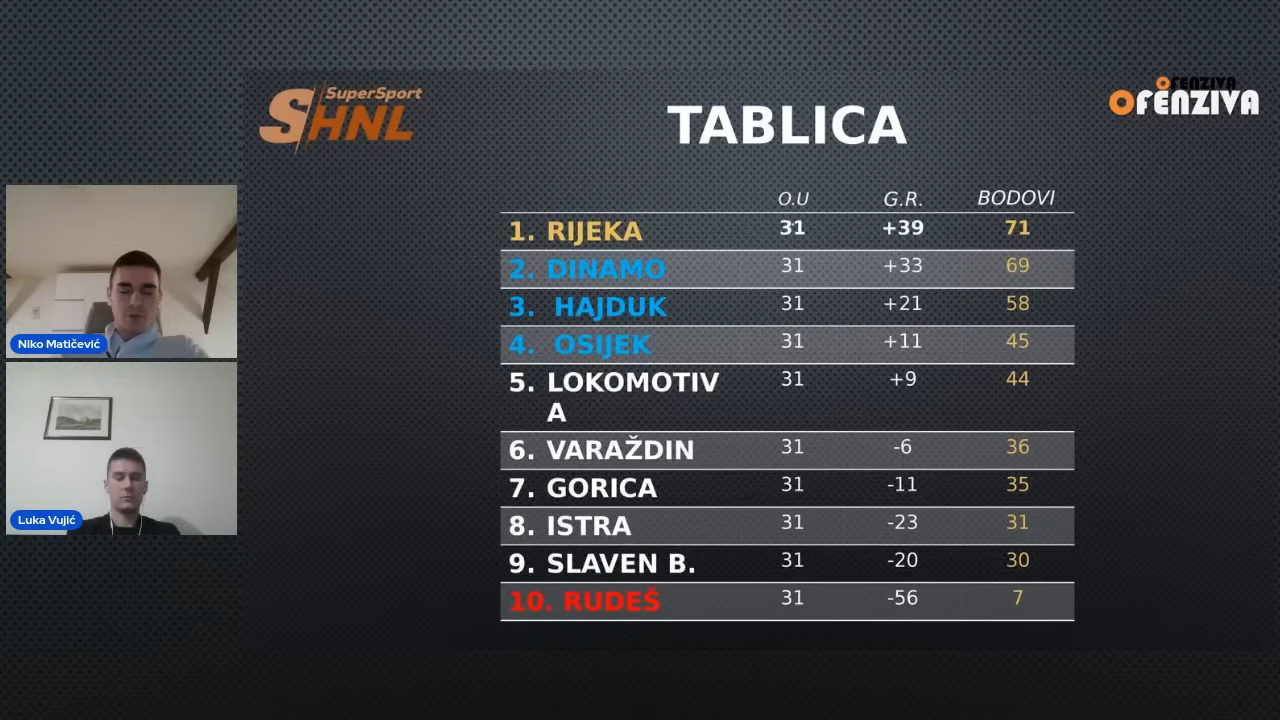 SuperSport
SHNL
TABLICA
OFENZIVA
OFENZIVA
O.U G.R. BODOVI
1. RIJEKA 31 +39 71
2. DINAMO 31 +33 69
3. HAJDUK 31 +21 58
4. OSIJEK 31 +11 45
5. LOKOMOTIV 31 +9 44
A
6. VARAŽDIN 31 -6 36
7. GORICA 31 -11 35
8. ISTRA 31 -23 31
9. SLAVEN B. 31 -20 30
10. RUDEŠ 31 -56 7
Niko Matičević
Luka Vujić